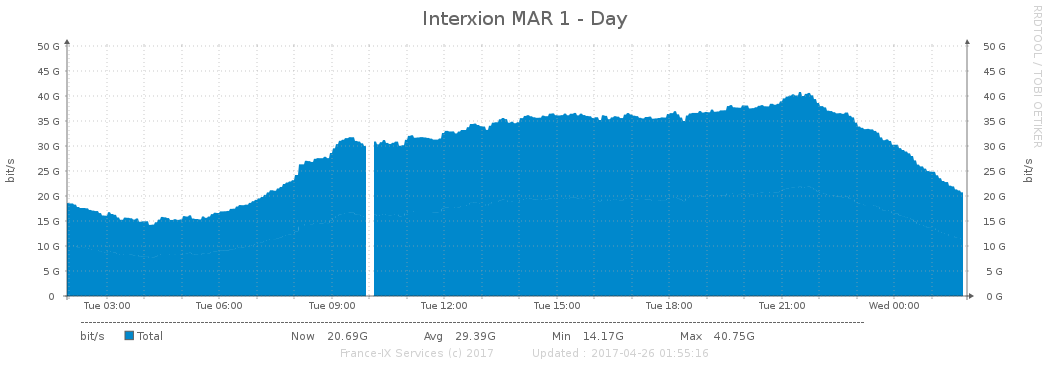 Interxion MAR 1 - Day
RRDTOOL / TOBI OETIKER
50 G 50 G
45 G 45 G
40 G 40 G
35 G 35 G
30 G 30 G
25 G 25 G
20 G 20 G
15 G 15 G
10 G 10 G
5 G 5 G
0 0 G
bit/s bit/s
Tue 03:00 Tue 06:00 Tue 09:00 Tue 12:00 Tue 15:00 Tue 18:00 Tue 21:00 Wed 00:00
bit/s Total Now 20.69G Avg 29.39G Min 14.17G Max 40.75G
France-IX Services (c) 2017 Updated : 2017-04-26 01:55:16